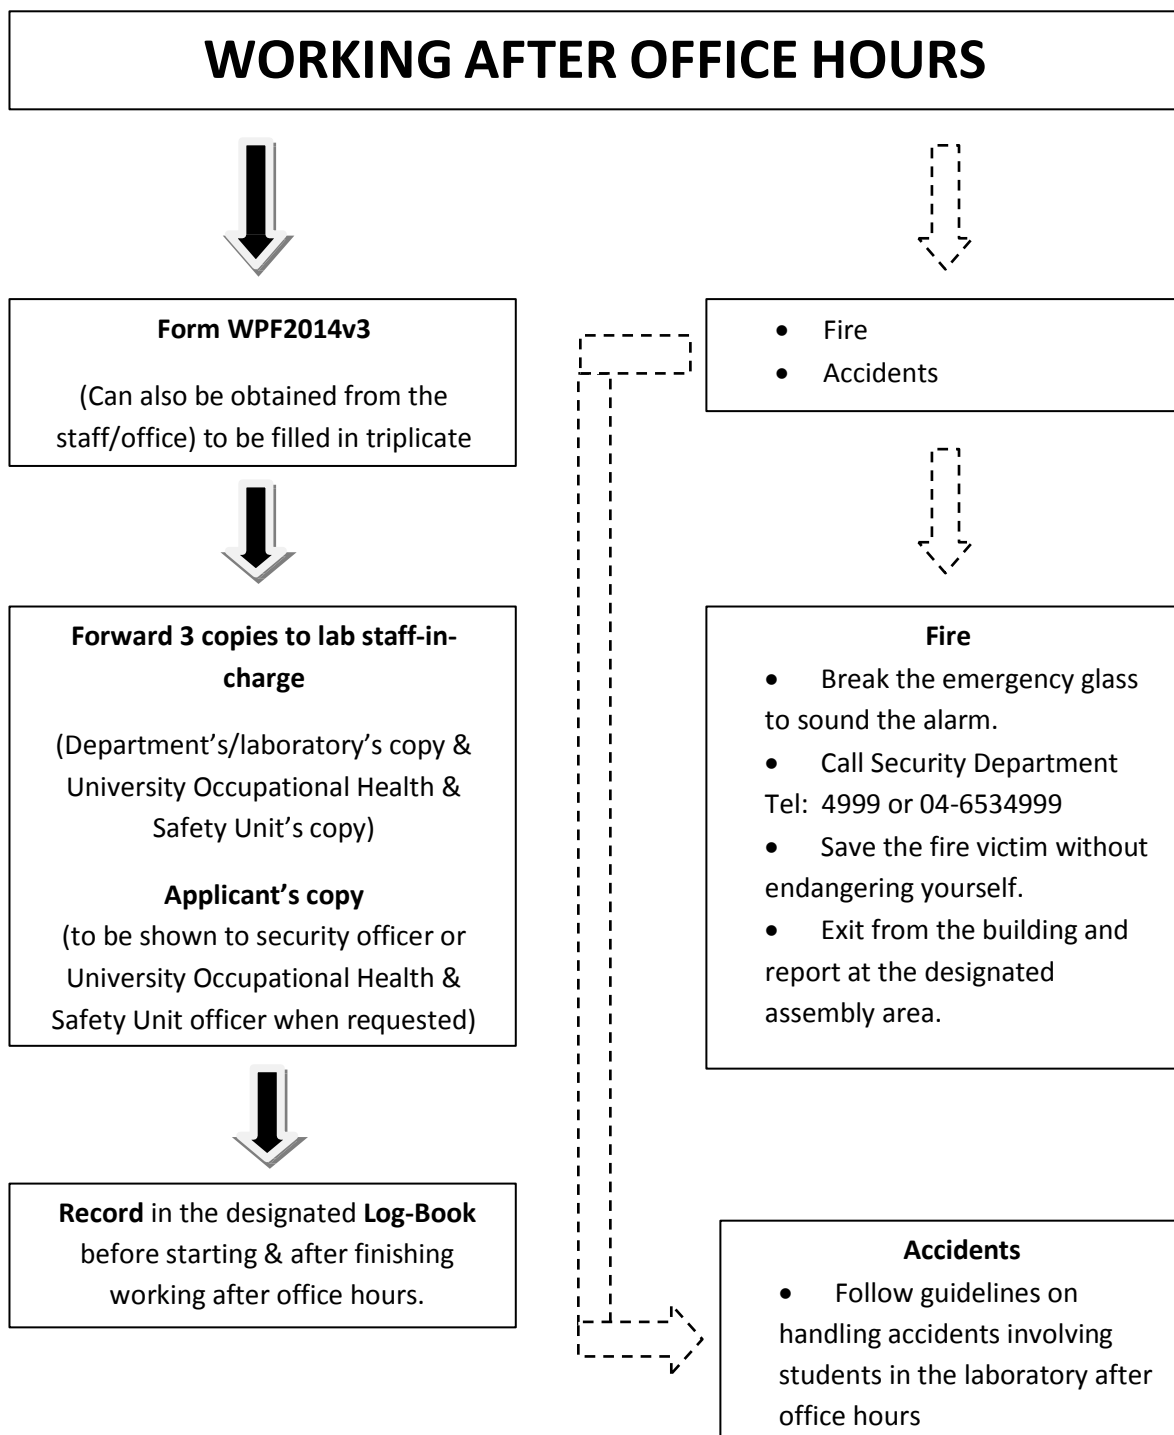 WORKING AFTER OFFICE HOURS
Form WPF2014v3
(Can also be obtained from the
staff/office) to be filled in triplicate
Forward 3 copies to lab staff-in-
charge
(Department’s/laboratory’s copy &
University Occupational Health &
Safety Unit’s copy)
Applicant’s copy
(to be shown to security officer or
University Occupational Health &
Safety Unit officer when requested)
Record in the designated Log-Book
before starting & after finishing
working after office hours.
• Fire
• Accidents
Fire
• Break the emergency glass
to sound the alarm.
• Call Security Department
Tel: 4999 or 04-6534999
• Save the fire victim without
endangering yourself.
• Exit from the building and
report at the designated
assembly area.
Accidents
• Follow guidelines on
handling accidents involving
students in the laboratory after
office hours